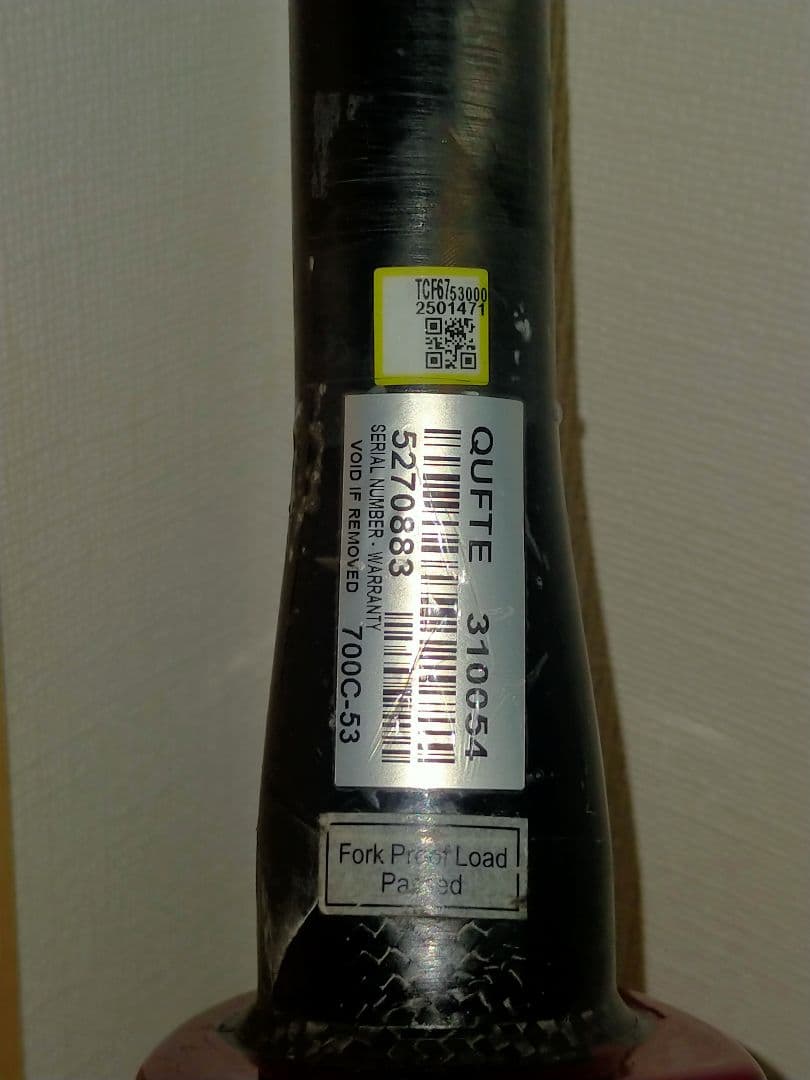 TCF6753000
2501471
QUFTE 310054
5270883
SERIAL NUMBER - WARRANTY
VOID IF REMOVED 700C-53
Fork Proof Load
Passed